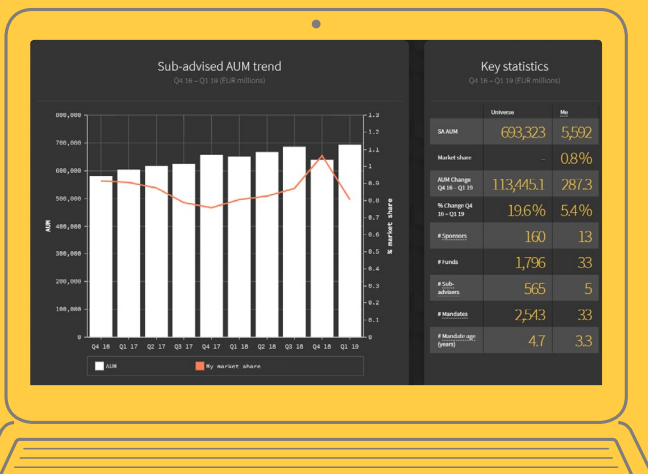 Sub-advised AUM trend
Q4 16 – Q1 19 (EUR millions)
800,000
700,000
600,000
500,000
400,000
300,000
200,000
100,000
0
AUM
1.3
1.2
1.1
1
0.9
0.8
0.7
0.6
0.5
0.4
0.3
0.2
0.1
0
% market share
Q4 16 Q1 17 Q2 17 Q3 17 Q4 17 Q1 18 Q2 18 Q3 18 Q4 18 Q1 19
AUM My market share
Key statistics
Q4 16 – Q1 19 (EUR millions)
Universe Me
SA AUM 693,323 5,592
Market share – 0.8%
AUM Change
Q4 16 - Q1 19 113,445.1 287.3
% Change Q4
16 – Q1 19 19.6% 5.4%
# Sponsors 160 13
# Funds 1,796 33
# Sub-
advisers 565 5
# Mandates 2,543 33
# Mandate age
(years) 4.7 3.3